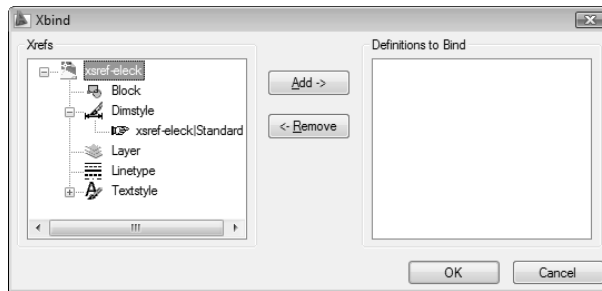 Xbind
Xrefs
xsref-eleck
Block
Dimstyle
xsref-eleck|Standard
Layer
Linetype
Textstyle
Add ->
<- Remove
Definitions to Bind
OK
Cancel